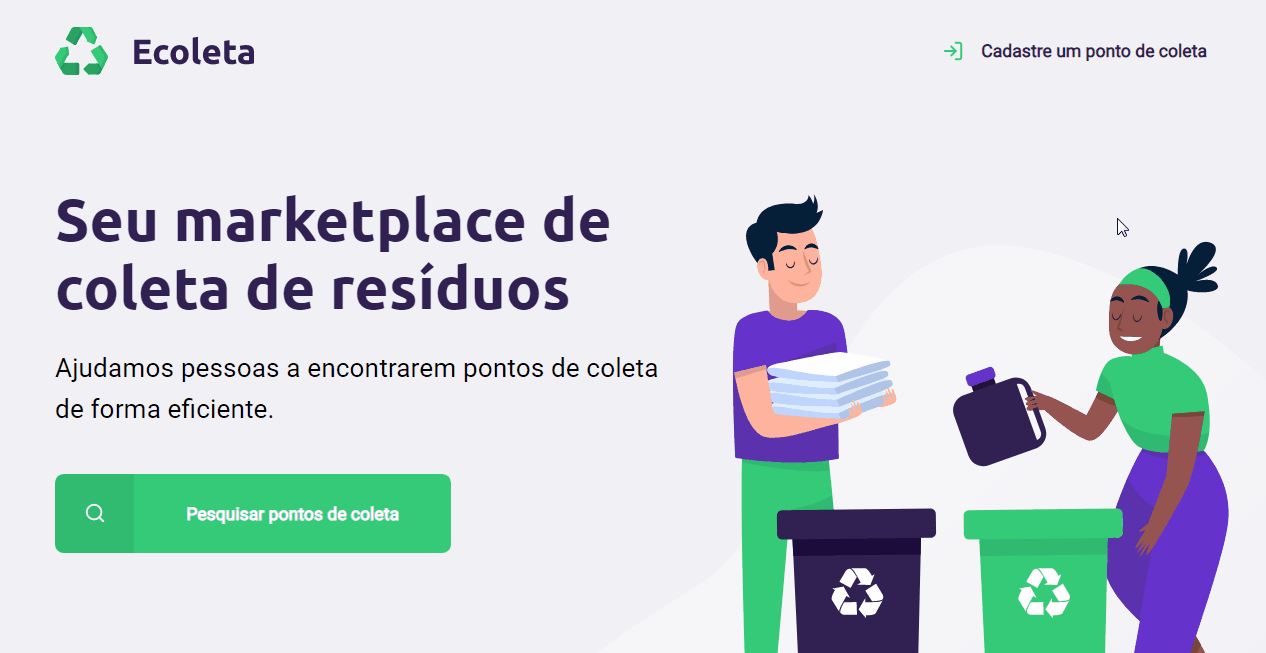 Ecoleta
Cadastre um ponto de coleta
Seu marketplace de
coleta de resíduos
Ajudamos pessoas a encontrarem pontos de coleta
de forma eficiente.
Pesquisar pontos de coleta